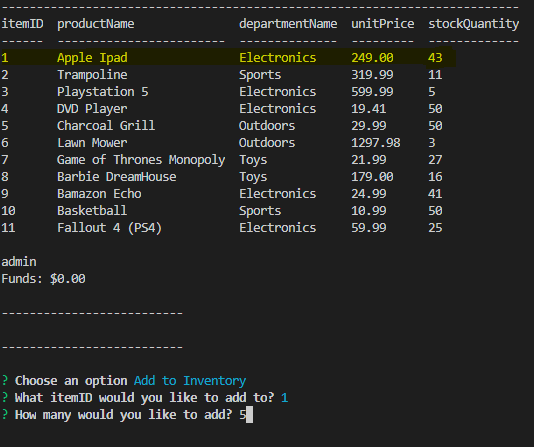 --------------------------------------------------------------------------
itemID  productName               departmentName  unitPrice  stockQuantity
------  ------------------------  --------------  ---------  -------------
1       Apple Ipad                Electronics     249.00     43
2       Trampoline                Sports          319.99     11
3       Playstation 5             Electronics     599.99     5
4       DVD Player                Electronics     19.41      50
5       Charcoal Grill            Outdoors        29.99      50
6       Lawn Mower                Outdoors        1297.98    3
7       Game of Thrones Monopoly  Toys            21.99      27
8       Barbie DreamHouse         Toys            179.00     16
9       Bamazon Echo              Electronics     24.99      41
10      Basketball                Sports          10.99      50
11      Fallout 4 (PS4)           Electronics     59.99      25
admin
Funds: $0.00
--------------------------
--------------------------
? Choose an option Add to Inventory
? What itemID would you like to add to? 1
? How many would you like to add? 5